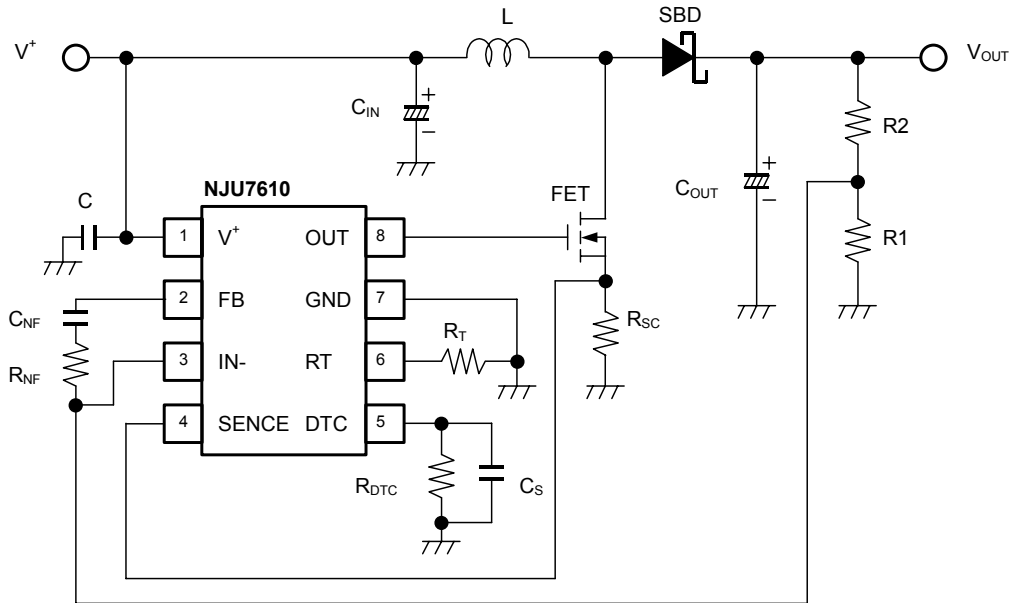 L
SBD
V+
VOUT
CIN
+
−
R2
NJU7610
FET
+
COUT
−
C
1
V+
OUT
8
R1
2
FB
GND
7
CNF
RSC
RT
3
IN-
RT
6
RNF
4
SENCE
DTC
5
RDTC
CS